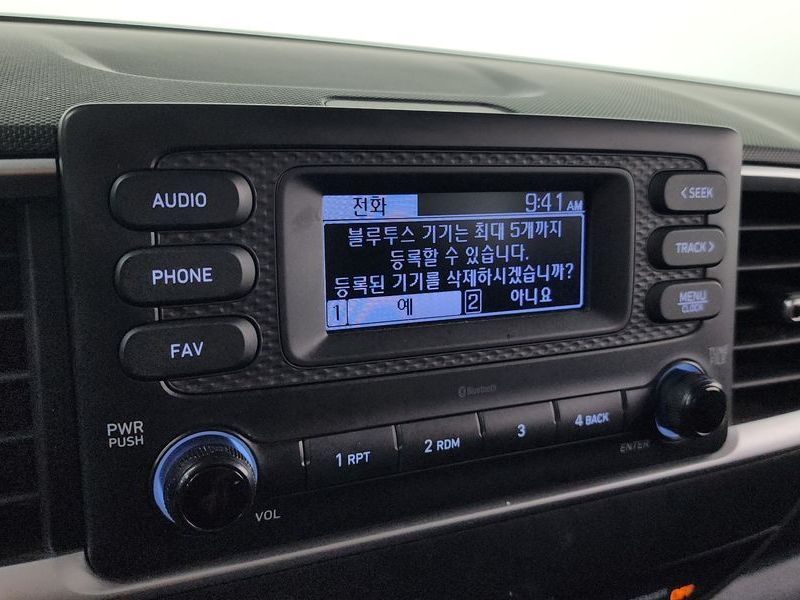 AUDIO
PHONE
FAV
전화 9:41 AM
블루투스 기기는 최대 5개까지
등록할 수 있습니다.
등록된 기기를 삭제하시겠습니까?
1 예 2 아니요
< SEEK
TRACK >
MENU
CLOCK
Bluetooth
PWR
PUSH
VOL
1 RPT
2 RDM
3
4 BACK
TUNE
FILE
ENTER